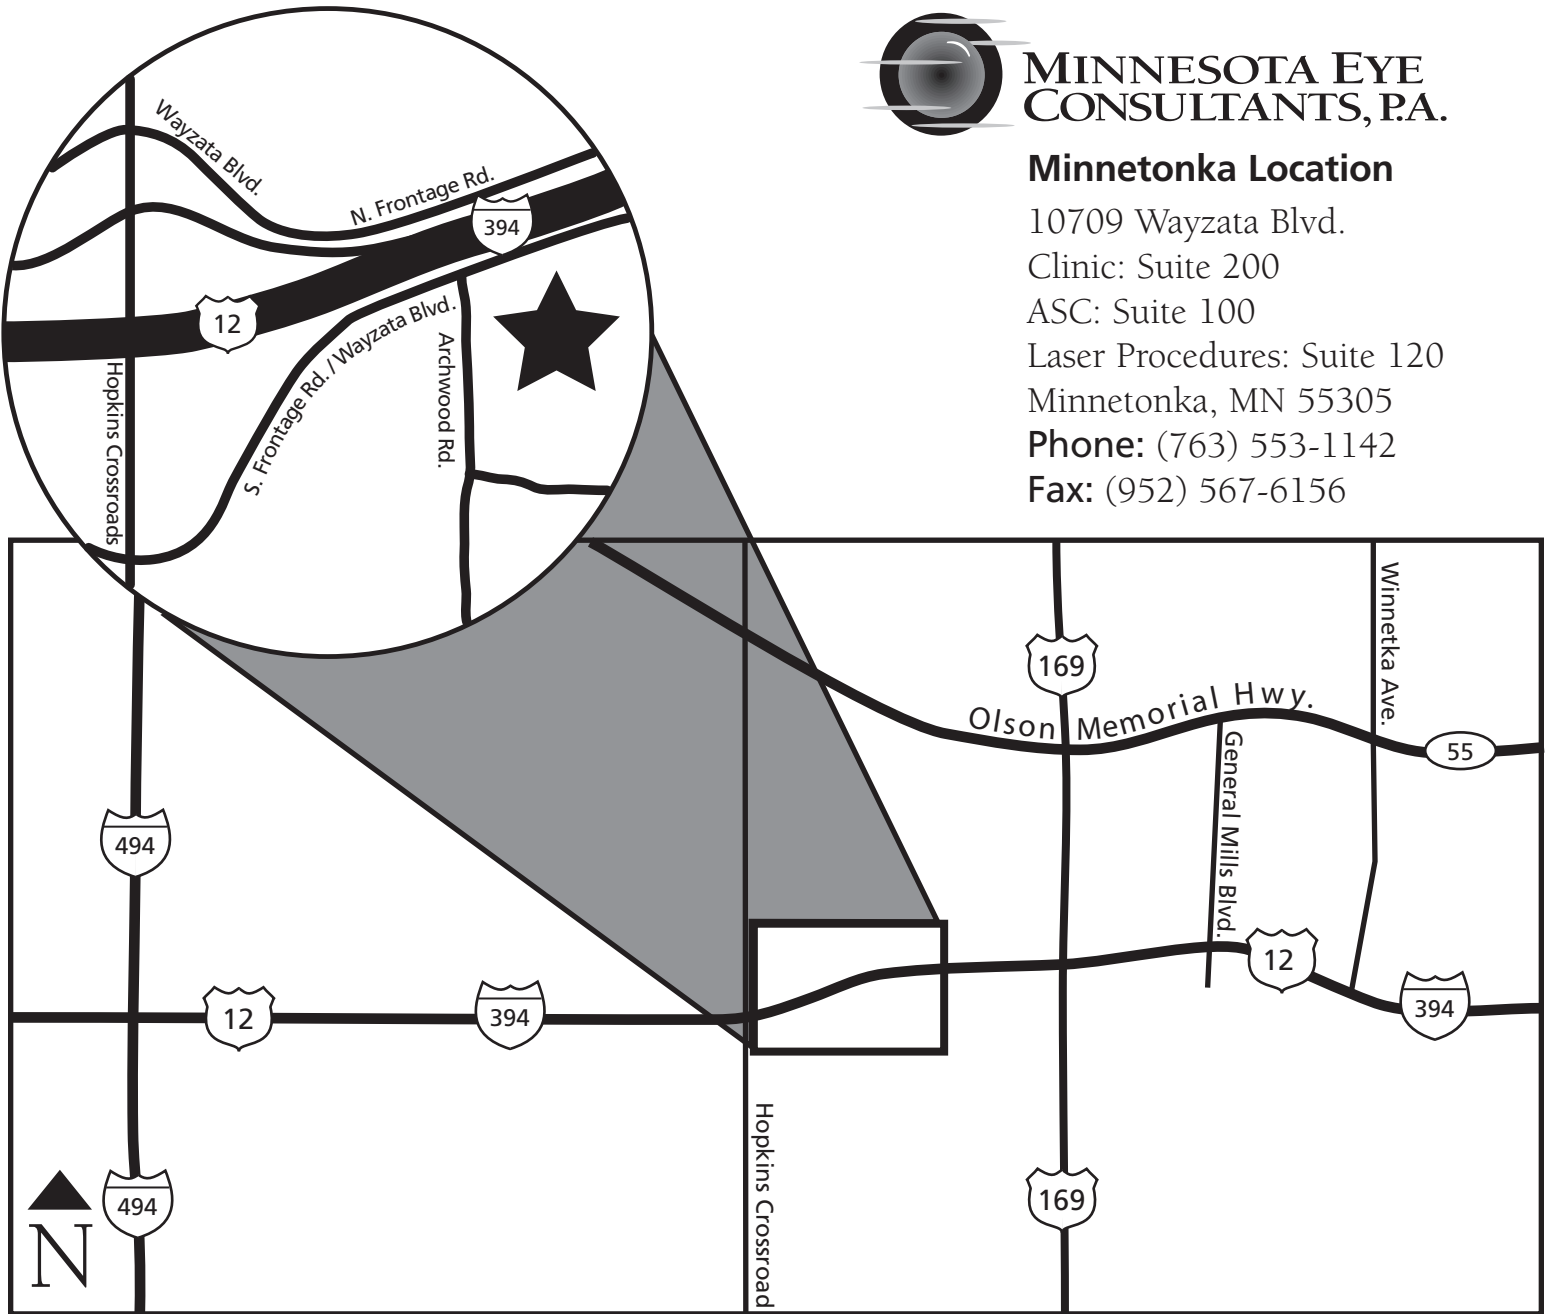 MINNESOTA EYE
CONSULTANTS, P.A.
Minnetonka Location
10709 Wayzata Blvd.
Clinic: Suite 200
ASC: Suite 100
Laser Procedures: Suite 120
Minnetonka, MN 55305
Phone: (763) 553-1142
Fax: (952) 567-6156
Wayzata Blvd.
N. Frontage Rd.
394
12
Hopkins Crossroads
S. Frontage Rd. / Wayzata Blvd.
Archwood Rd.
169
Winnetka Ave.
Olson Memorial Hwy.
55
General Mills Blvd.
494
12
394
12
394
Hopkins Crossroad
494
169
N